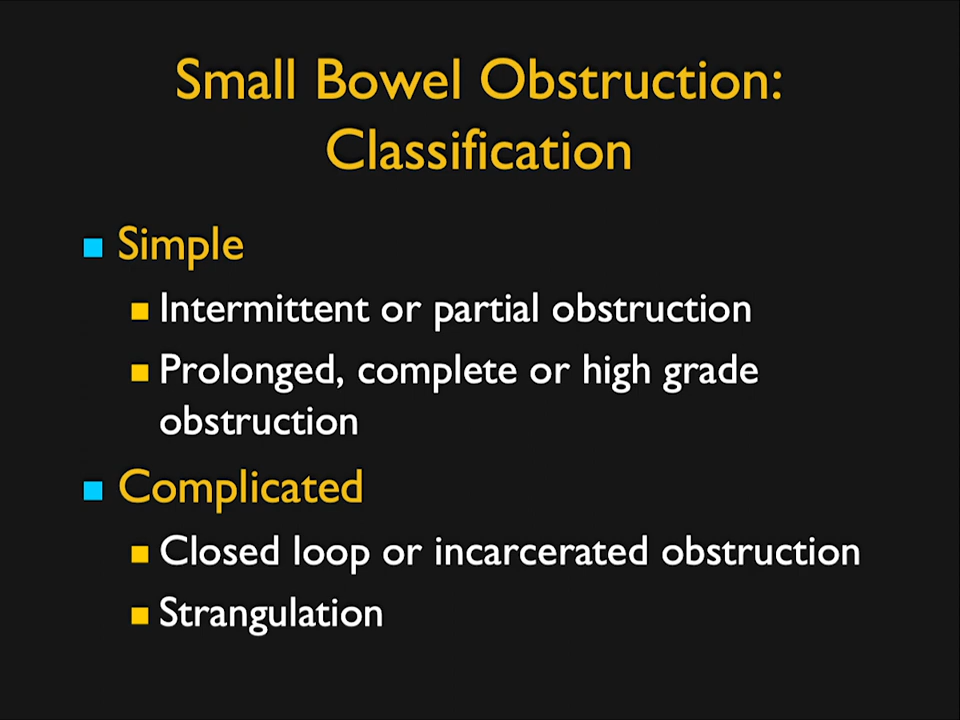 Small Bowel Obstruction:
Classification
Simple
Intermittent or partial obstruction
Prolonged, complete or high grade
obstruction
Complicated
Closed loop or incarcerated obstruction
Strangulation